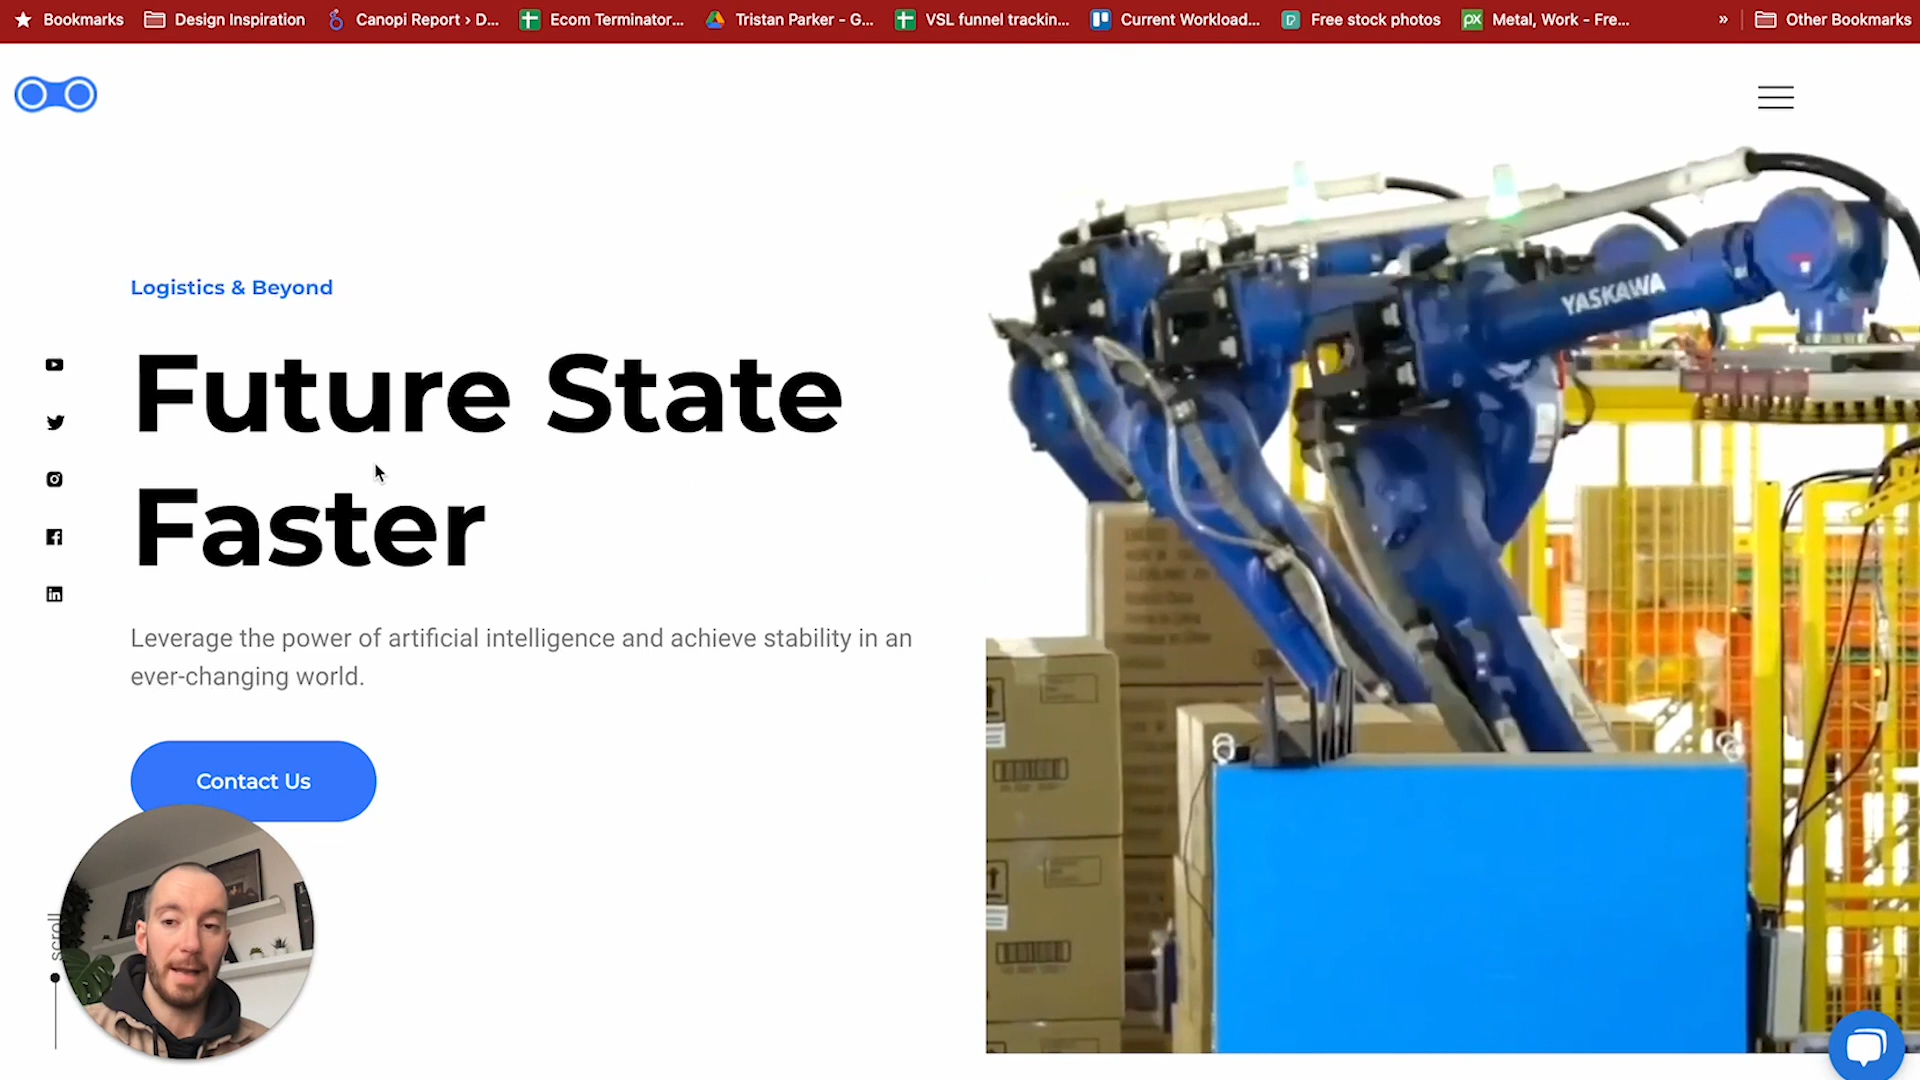 Bookmarks
Design Inspiration
Canopi Report › D...
Ecom Terminator...
Tristan Parker - G...
VSL funnel trackin...
Current Workload...
Free stock photos
px Metal, Work - Fre...
»
Other Bookmarks
Logistics & Beyond
Future State
Faster
YASKAWA
Leverage the power of artificial intelligence and achieve stability in an
ever-changing world.
Contact Us
scroll